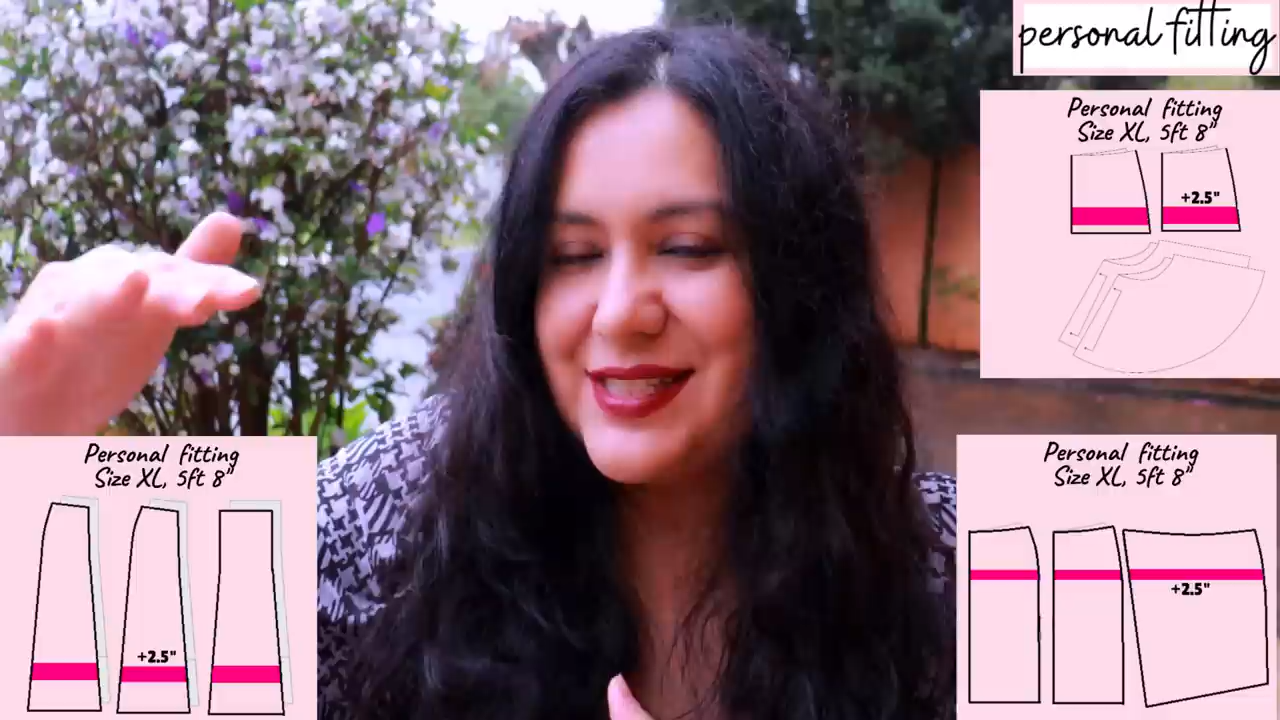 personal fitting
Personal fitting
Size XL, 5ft 8"
+2.5"
Personal fitting
Size XL, 5ft 8"
+2.5"
Personal fitting
Size XL, 5ft 8"
+2.5"